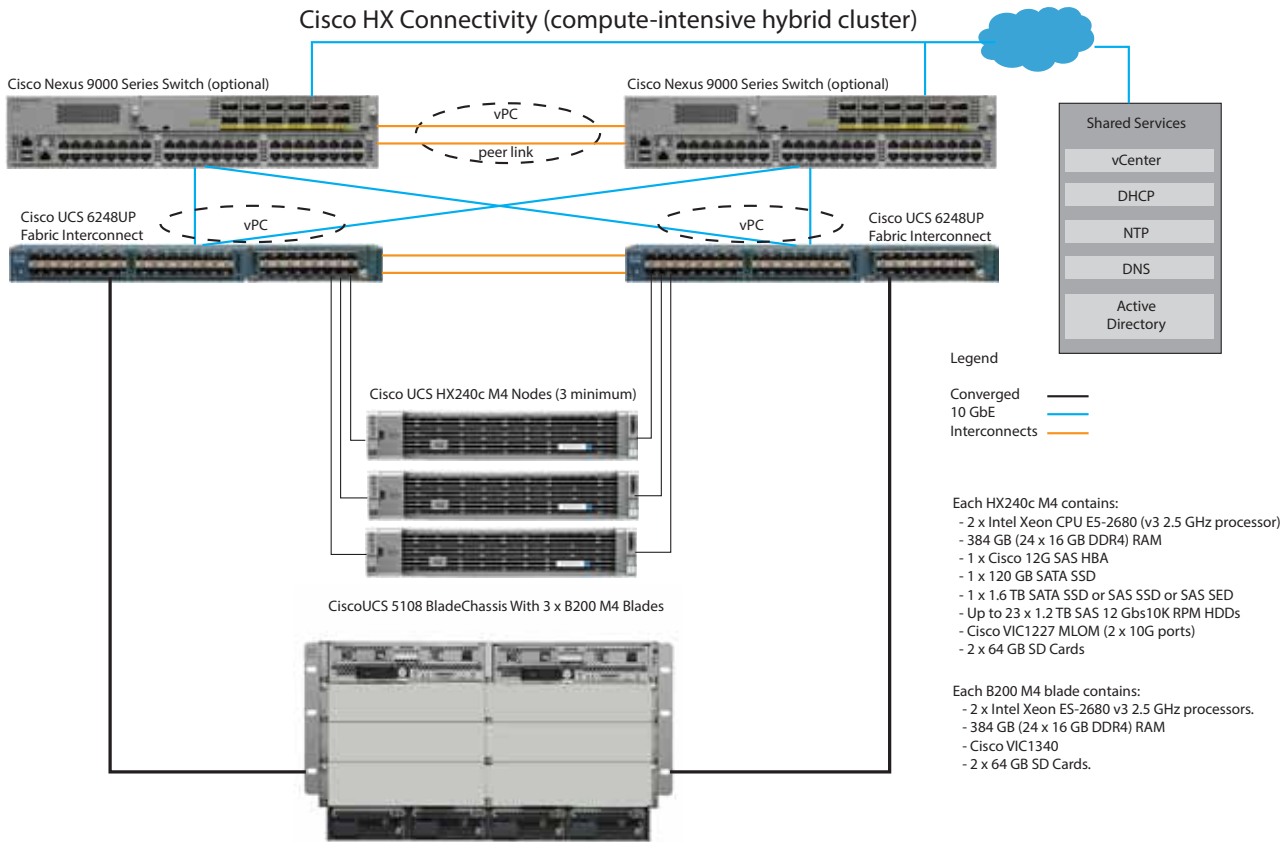 Cisco HX Connectivity (compute-intensive hybrid cluster)
Cisco Nexus 9000 Series Switch (optional)
Cisco Nexus 9000 Series Switch (optional)
vPC
peer link
Shared Services
vCenter
DHCP
NTP
DNS
Active
Directory
Cisco UCS 6248UP
Fabric Interconnect
vPC
vPC
Cisco UCS 6248UP
Fabric Interconnect
Legend
Converged
10 GbE
Interconnects
Cisco UCS HX240c M4 Nodes (3 minimum)
CiscoUCS 5108 BladeChassis With 3 x B200 M4 Blades
Each HX240c M4 contains:
- 2 x Intel Xeon CPU E5-2680 (v3 2.5 GHz processor)
- 384 GB (24 x 16 GB DDR4) RAM
- 1 x Cisco 12G SAS HBA
- 1 x 120 GB SATA SSD
- 1 x 1.6 TB SATA SSD or SAS SSD or SAS SED
- Up to 23 x 1.2 TB SAS 12 Gbs10K RPM HDDs
- Cisco VIC1227 MLOM (2 x 10G ports)
- 2 x 64 GB SD Cards
Each B200 M4 blade contains:
- 2 x Intel Xeon ES-2680 v3 2.5 GHz processors.
- 384 GB (24 x 16 GB DDR4) RAM
- Cisco VIC1340
- 2 x 64 GB SD Cards.